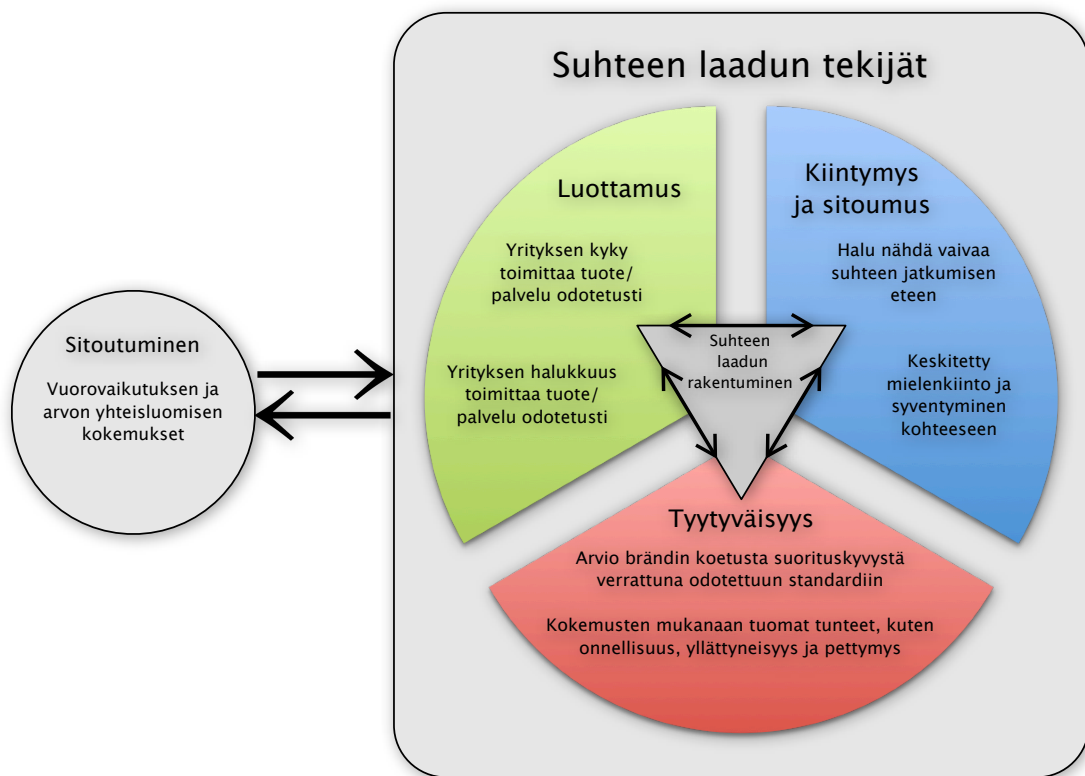 Suhteen laadun tekijät
Luottamus
Yrityksen kyky
toimittaa tuote/
palvelu odotetusti
Yrityksen halukkuus
toimittaa tuote/
palvelu odotetusti
Kiintymys
ja sitoumus
Halu nähdä vaivaa
suhteen jatkumisen
eteen
Keskitetty
mielenkiinto ja
syventyminen
kohteeseen
Suhteen
laadun
rakentuminen
Sitoutuminen
Vuorovaikutuksen ja
arvon yhteisluomisen
kokemukset
Tyytyväisyys
Arvio brändin koetusta suorituskyvystä
verrattuna odotettuun standardiin
Kokemusten mukanaan tuomat tunteet, kuten
onnellisuus, yllättyneisyys ja pettymys